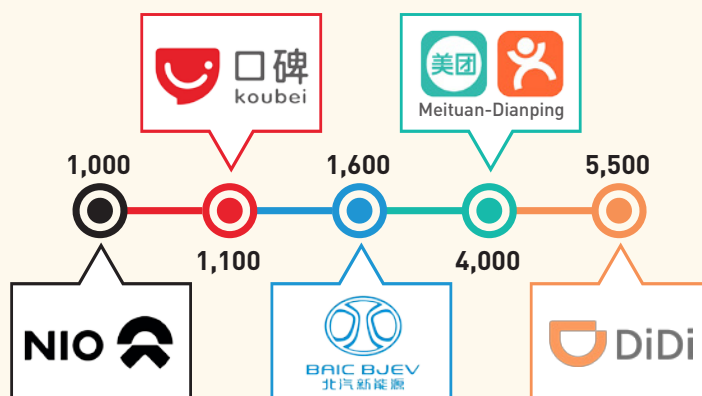 口碑
koubei
美团
Meituan-Dianping
1,000
1,600
5,500
1,100
4,000
NIO
BAIC BJEV
北汽新能源
DiDi